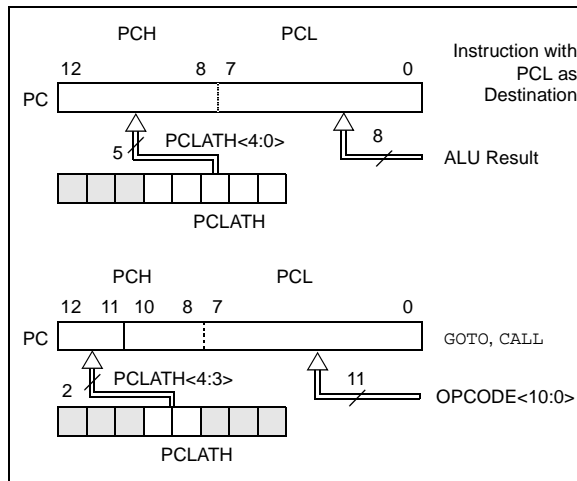 PCH PCL
12 8 7 0
Instruction with
PCL as
Destination
PC
5 PCLATH<4:0> 8
ALU Result
PCLATH
PCH PCL
12 11 10 8 7 0
PC
GOTO, CALL
2 PCLATH<4:3> 11
OPCODE<10:0>
PCLATH